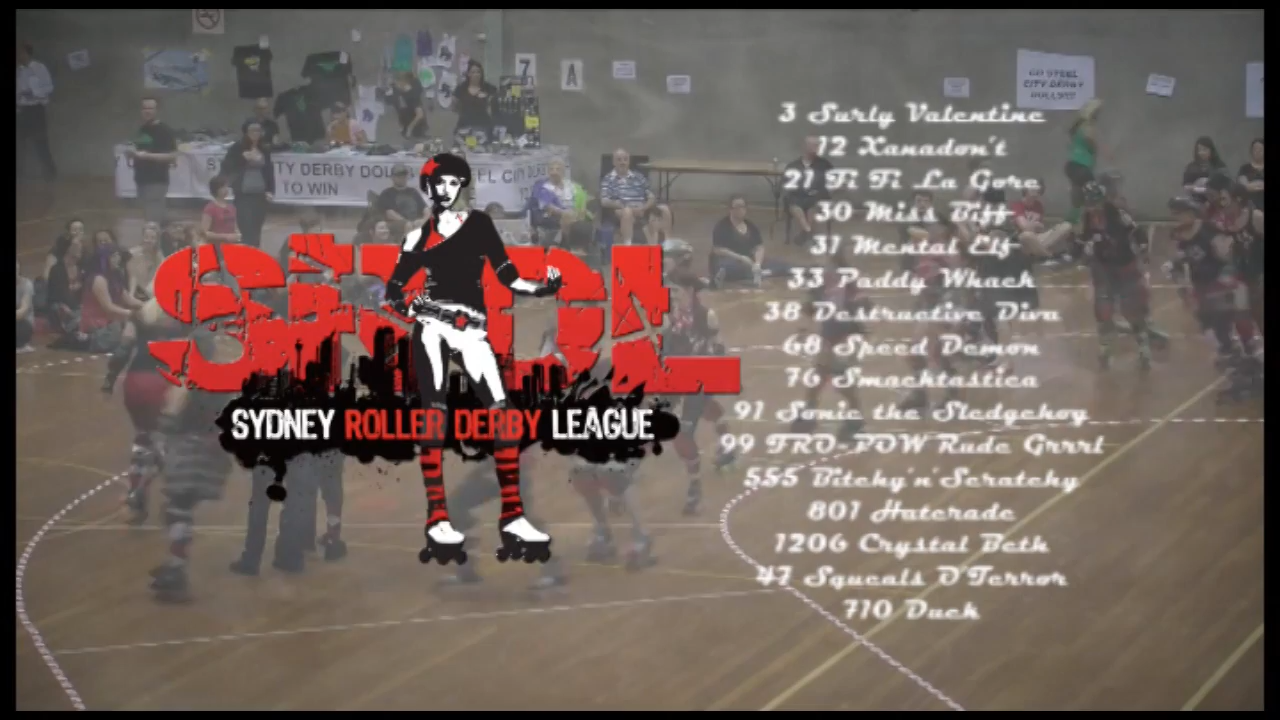 7
A
GO STEEL
CITY DERBY
DOLLS!!!
TY DERBY DOL
TO WIN
SRDL
SYDNEY ROLLER DERBY LEAGUE
3 Surly Valentine
12 Xanadon't
21 Ti Ti La Gore
30 Miss Biff
31 Mental Elf
33 Paddy Whack
38 Destructive Diva
68 Speed Demon
76 Smacktastica
91 Sonic the Sledgehog
99 TRO-POW Rude Grrrl
555 Bitchy'n'Scratchy
801 Haterade
1206 Crystal Beth
47 Squeals O'Terror
710 Duck